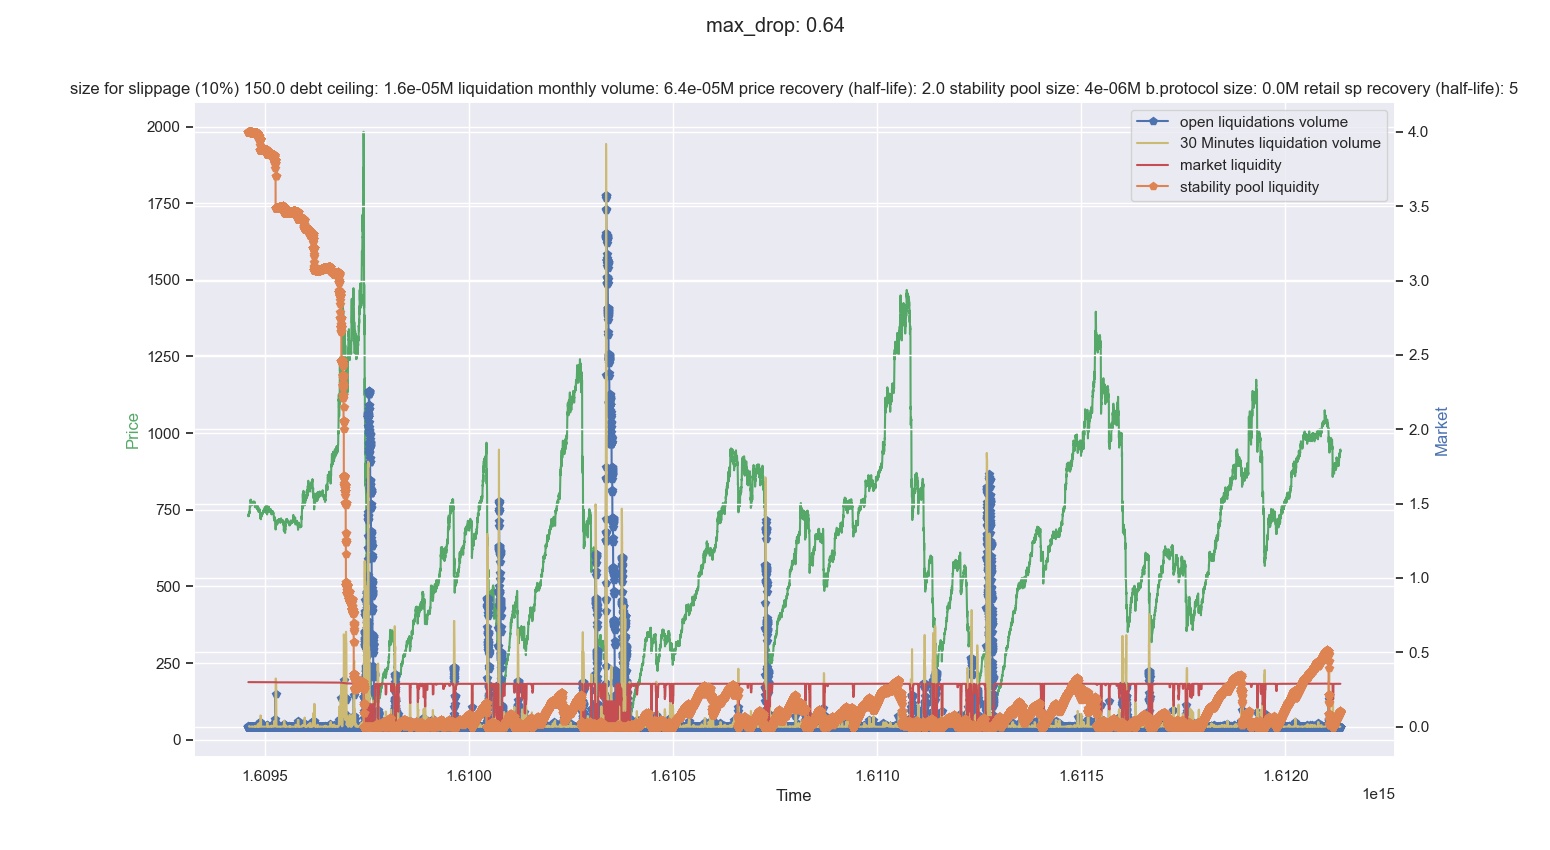 max_drop: 0.64
size for slippage (10%) 150.0 debt ceiling: 1.6e-05M liquidation monthly volume: 6.4e-05M price recovery (half-life): 2.0 stability pool size: 4e-06M b.protocol size: 0.0M retail sp recovery (half-life): 5
open liquidations volume
30 Minutes liquidation volume
market liquidity
stability pool liquidity
2000
1750
1500
1250
1000
750
500
250
0
Price
4.0
3.5
3.0
2.5
2.0
1.5
1.0
0.5
0.0
Market
1.6095 1.6100 1.6105 1.6110 1.6115 1.6120
Time
1e15